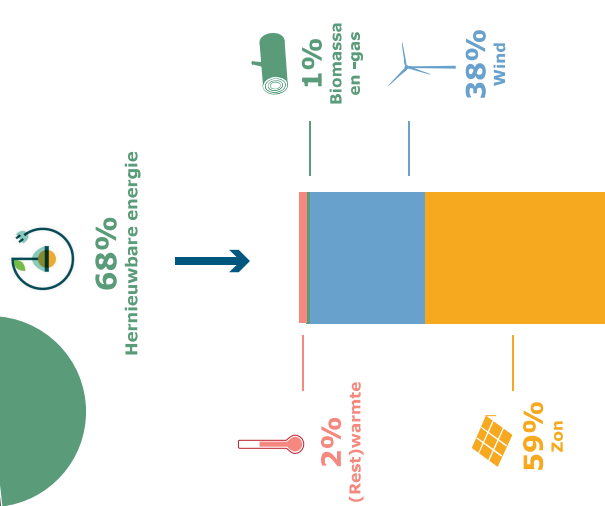 68%
Hernieuwbare energie
1%
Biomassa
en -gas
38%
Wind
2%
(Rest)warmte
59%
Zon